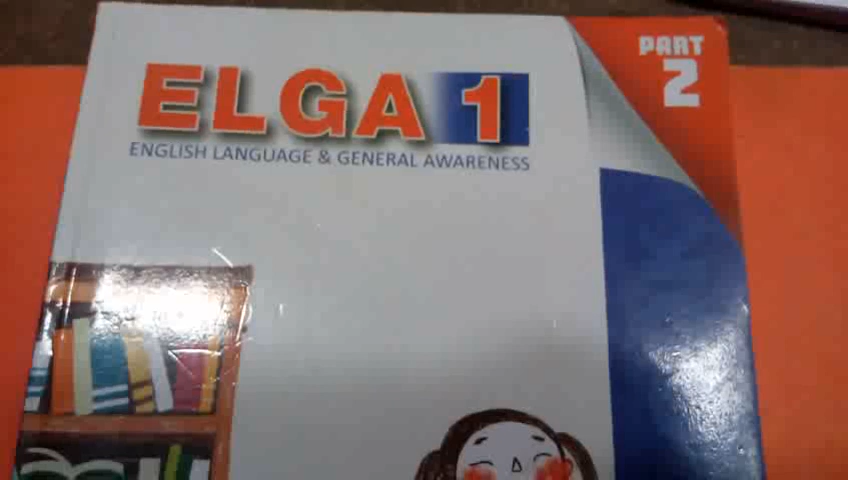 ELGA 1
ENGLISH LANGUAGE & GENERAL AWARENESS
PART
2